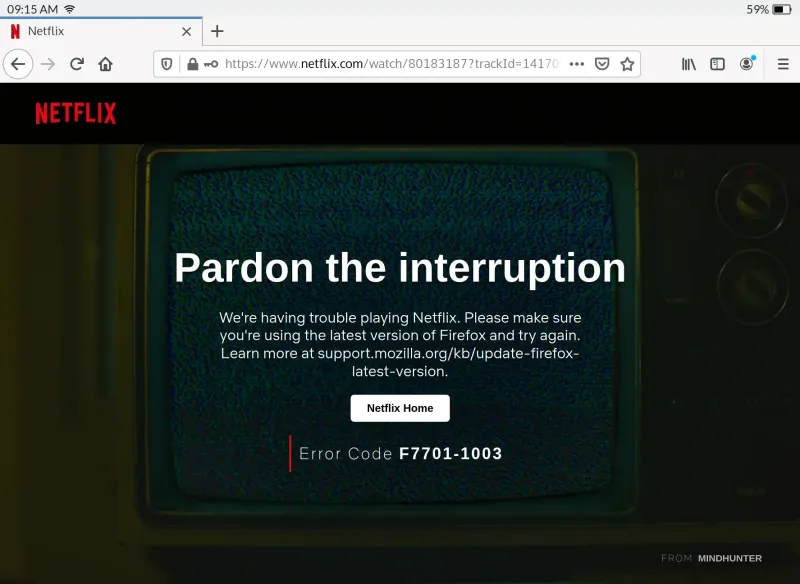 09:15 AM
59%
Netflix
https://www.netflix.com/watch/80183187?trackId=14170
NETFLIX
Pardon the interruption
We're having trouble playing Netflix. Please make sure
you're using the latest version of Firefox and try again.
Learn more at support.mozilla.org/kb/update-firefox-
latest-version.
Netflix Home
Error Code F7701-1003
FROM MINDHUNTER